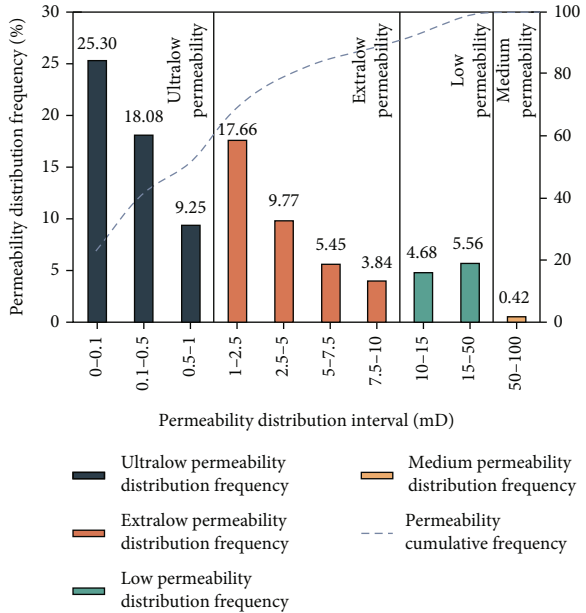 Permeability distribution frequency (%)
30
25
20
15
10
5
0
100
80
60
40
20
0
25.30
18.08
9.25
17.66
9.77
5.45
3.84
4.68
5.56
0.42
Ultralow
permeability
Extralow
permeability
Low
permeability
Medium
permeability
0–0.1
0.1–0.5
0.5–1
1–2.5
2.5–5
5–7.5
7.5–10
10–15
15–50
50–100
Permeability distribution interval (mD)
Ultralow permeability
distribution frequency
Extralow permeability
distribution frequency
Low permeability
distribution frequency
Medium permeability
distribution frequency
Permeability
cumulative frequency